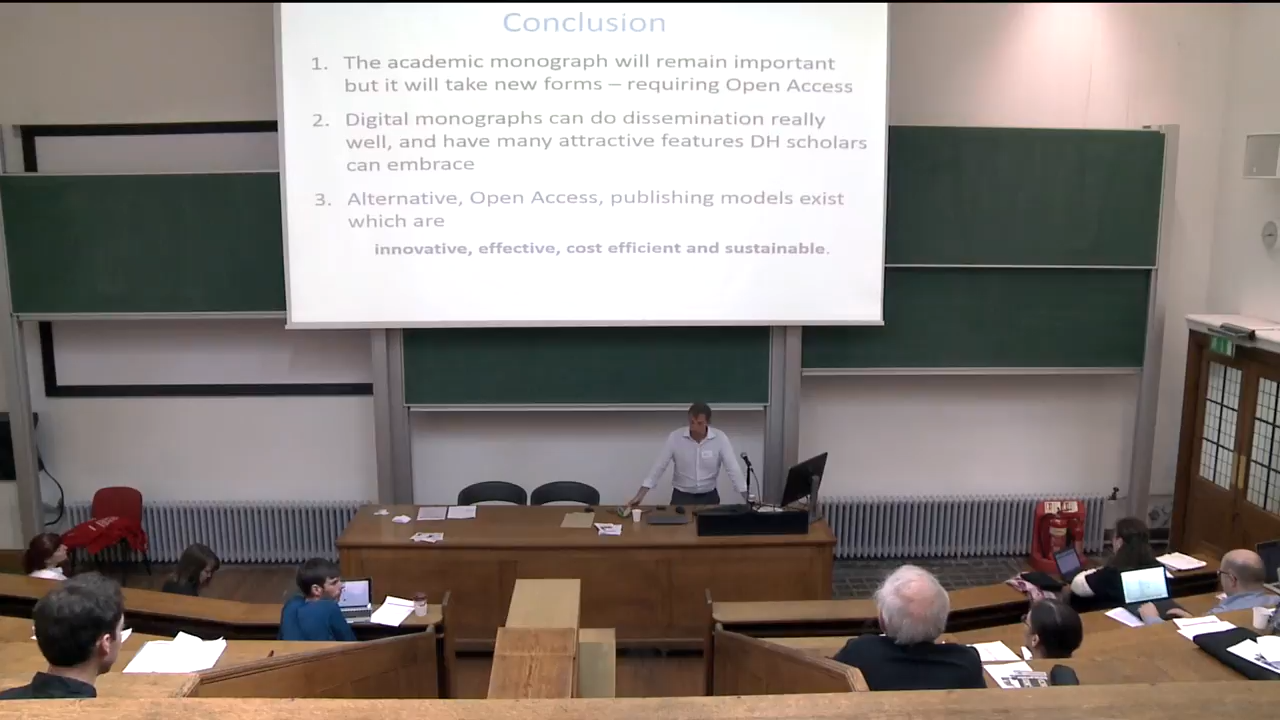 Conclusion
1. The academic monograph will remain important
but it will take new forms – requiring Open Access
2. Digital monographs can do dissemination really
well, and have many attractive features DH scholars
can embrace
3. Alternative, Open Access, publishing models exist
which are
innovative, effective, cost efficient and sustainable.